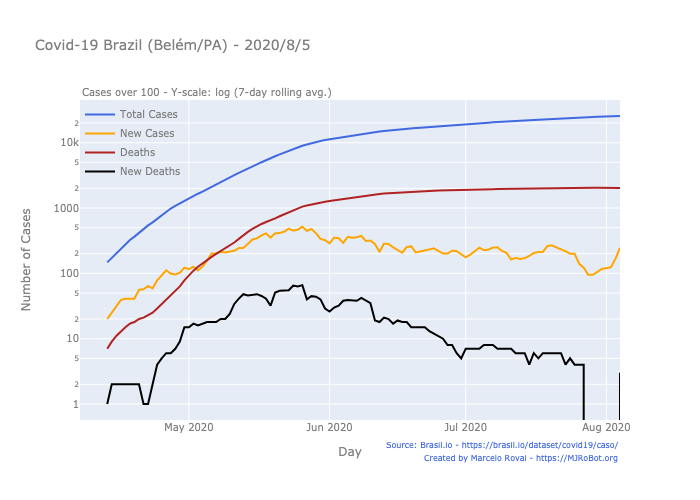 Covid-19 Brazil (Belém/PA) - 2020/8/5
Cases over 100 - Y-scale: log (7-day rolling avg.)
Total Cases
New Cases
Deaths
New Deaths
2
10k
5
2
1000
5
2
100
5
2
10
5
2
1
Number of Cases
May 2020
Jun 2020
Jul 2020
Aug 2020
Day
Source: Brasil.io - https://brasil.io/dataset/covid19/caso/
Created by Marcelo Rovai - https://MJRoBot.org